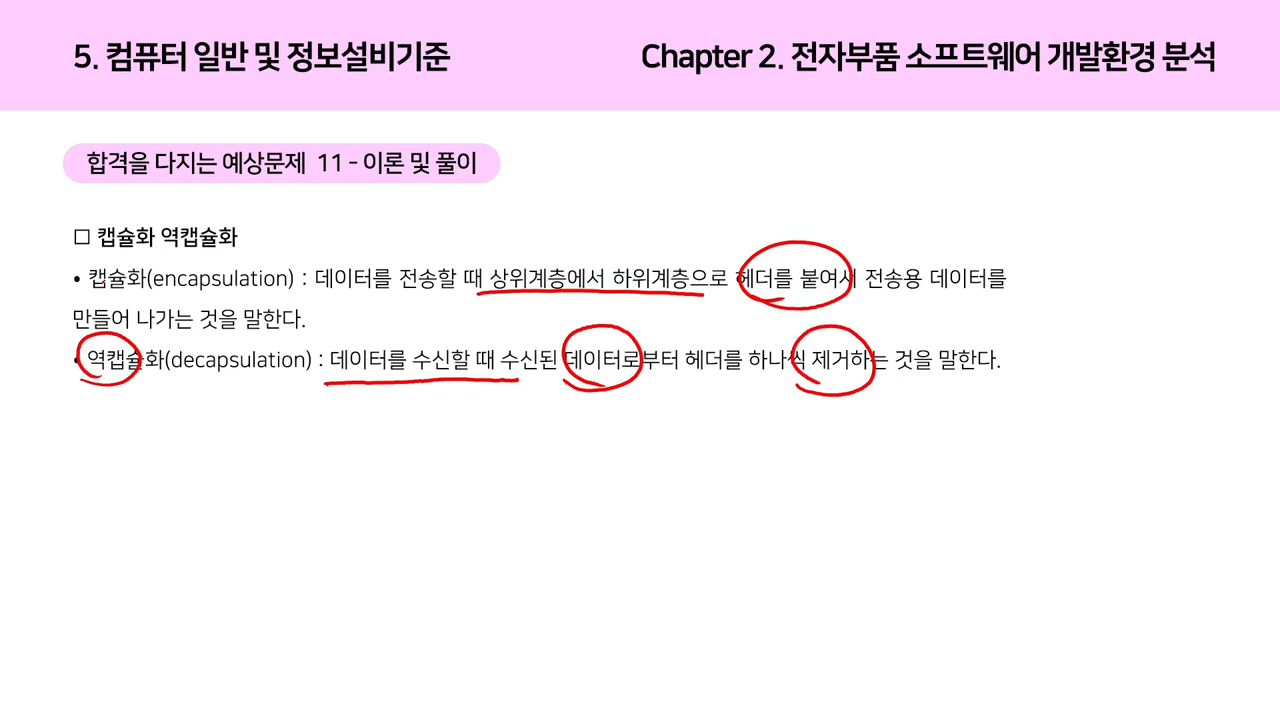 5. 컴퓨터 일반 및 정보설비기준
Chapter 2. 전자부품 소프트웨어 개발환경 분석
합격을 다지는 예상문제 11 - 이론 및 풀이
□ 캡슐화 역캡슐화
• 캡슐화(encapsulation) : 데이터를 전송할 때 상위계층에서 하위계층으로 헤더를 붙여서 전송용 데이터를
만들어 나가는 것을 말한다.
• 역캡슐화(decapsulation) : 데이터를 수신할 때 수신된 데이터로부터 헤더를 하나씩 제거하는 것을 말한다.